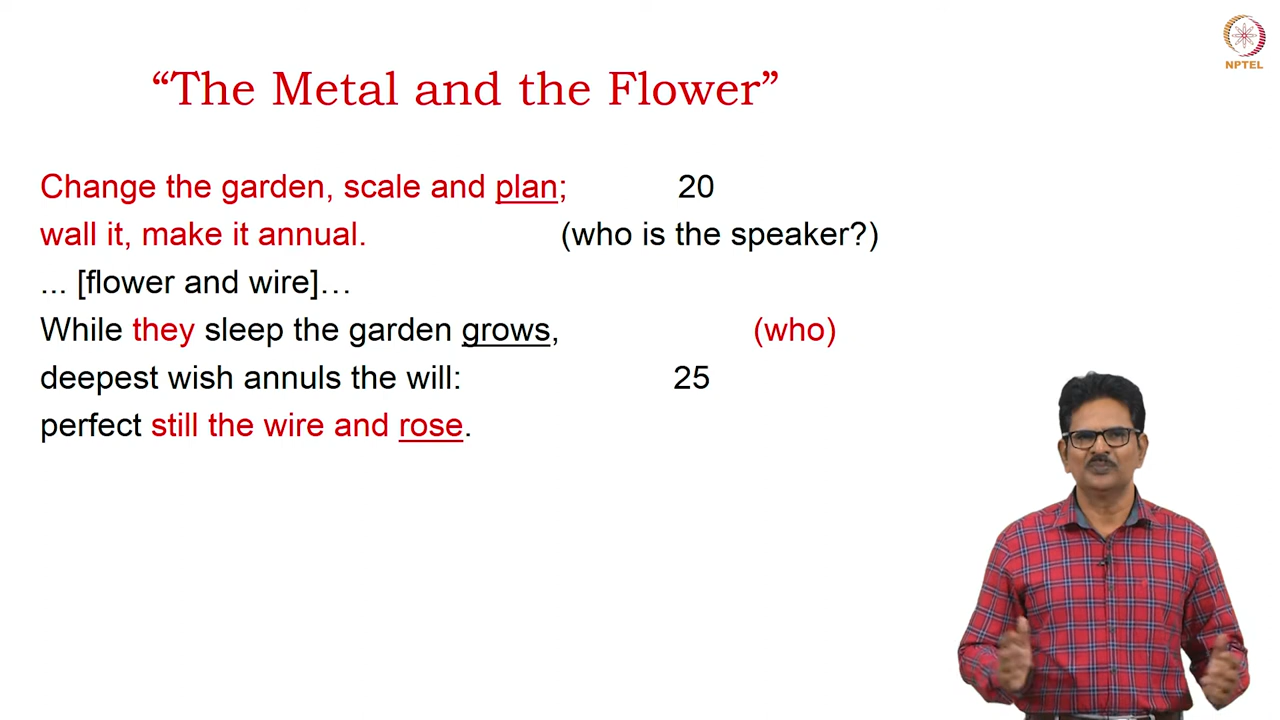 NPTEL
“The Metal and the Flower”
Change the garden, scale and plan; 20
wall it, make it annual. (who is the speaker?)
... [flower and wire]…
While they sleep the garden grows, (who)
deepest wish annuls the will: 25
perfect still the wire and rose.